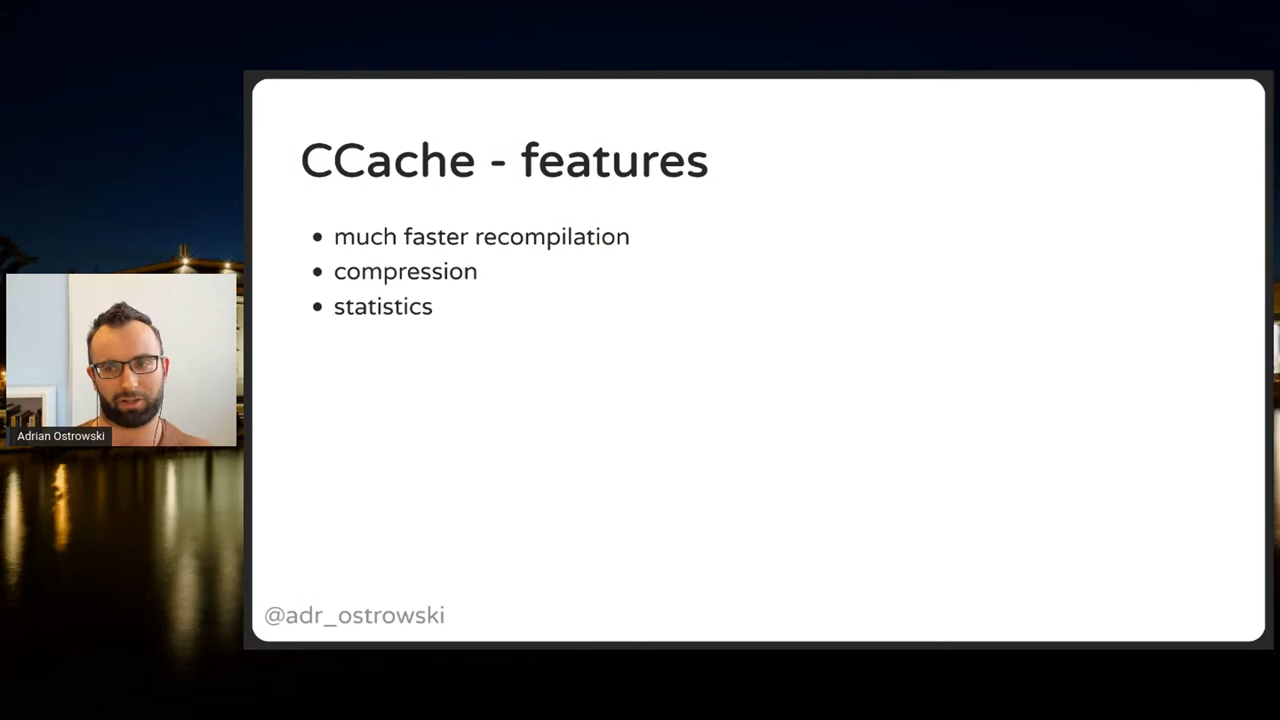 CCache - features
• much faster recompilation
• compression
• statistics
Adrian Ostrowski
@adr_ostrowski